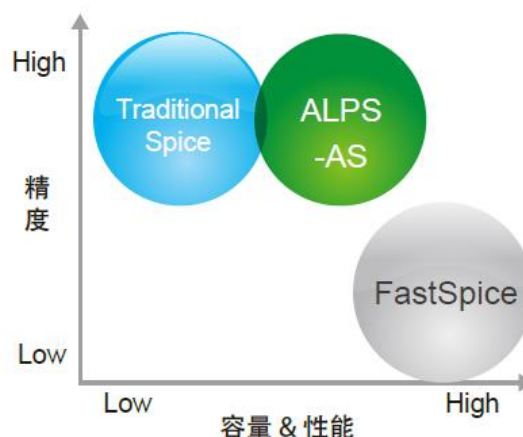 High
Traditional
Spice
ALPS
-AS
精
度
FastSpice
Low
Low
High
容量 & 性能